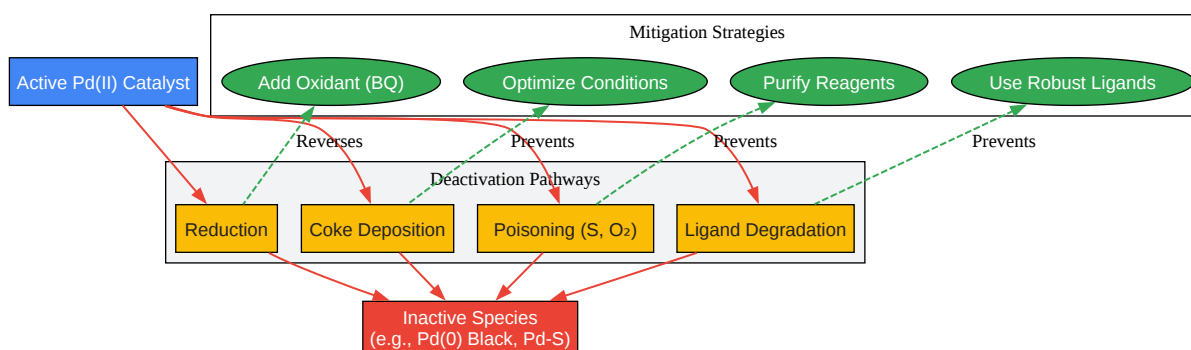 Mitigation Strategies
Active Pd(II) Catalyst
Add Oxidant (BQ)
Optimize Conditions
Purify Reagents
Use Robust Ligands
Reverses
Prevents
Prevents
Prevents
Deactivation Pathways
Reduction
Coke Deposition
Poisoning (S, O₂)
Ligand Degradation
Inactive Species
(e.g., Pd(0) Black, Pd-S)